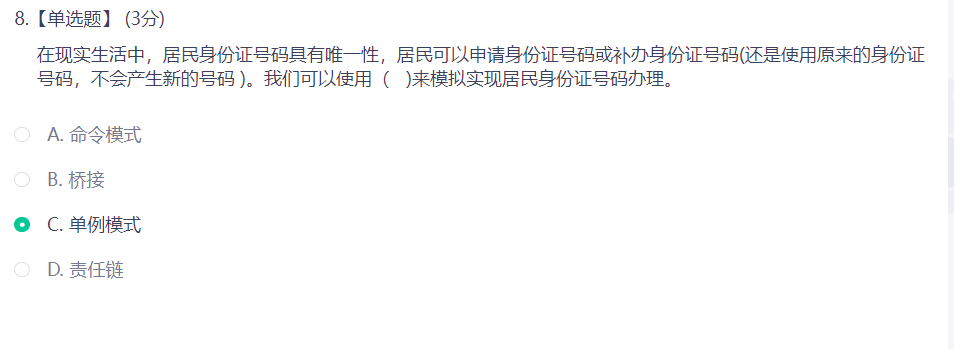 8.【单选题】 (3分)
在现实生活中，居民身份证号码具有唯一性，居民可以申请身份证号码或补办身份证号码(还是使用原来的身份证
号码，不会产生新的号码 )。我们可以使用（ )来模拟实现居民身份证号码办理。
A. 命令模式
B. 桥接
C. 单例模式
D. 责任链